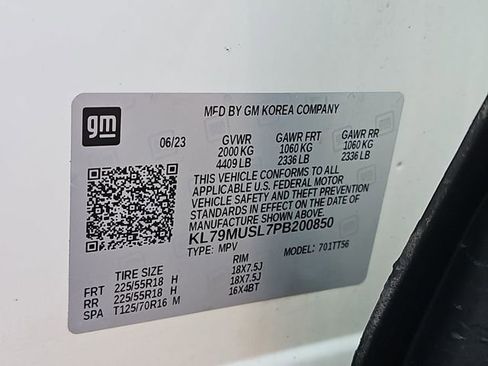 gm
MFD BY GM KOREA COMPANY
06/23 GVWR GAWR FRT GAWR RR
2000 KG 1060 KG 1060 KG
4409 LB 2336 LB 2336 LB
THIS VEHICLE CONFORMS TO ALL
APPLICABLE U.S. FEDERAL MOTOR
VEHICLE SAFETY AND THEFT PREVENTION
STANDARDS IN EFFECT ON THE DATE OF
MANUFACTURE SHOWN ABOVE.
KL79MUSL7PB200850
TYPE: MPV MODEL: 701TT56
TIRE SIZE RIM
FRT 225/55R18 H 18X7.5J
RR 225/55R18 H 18X7.5J
SPA T125/70R16 M 16X4BT